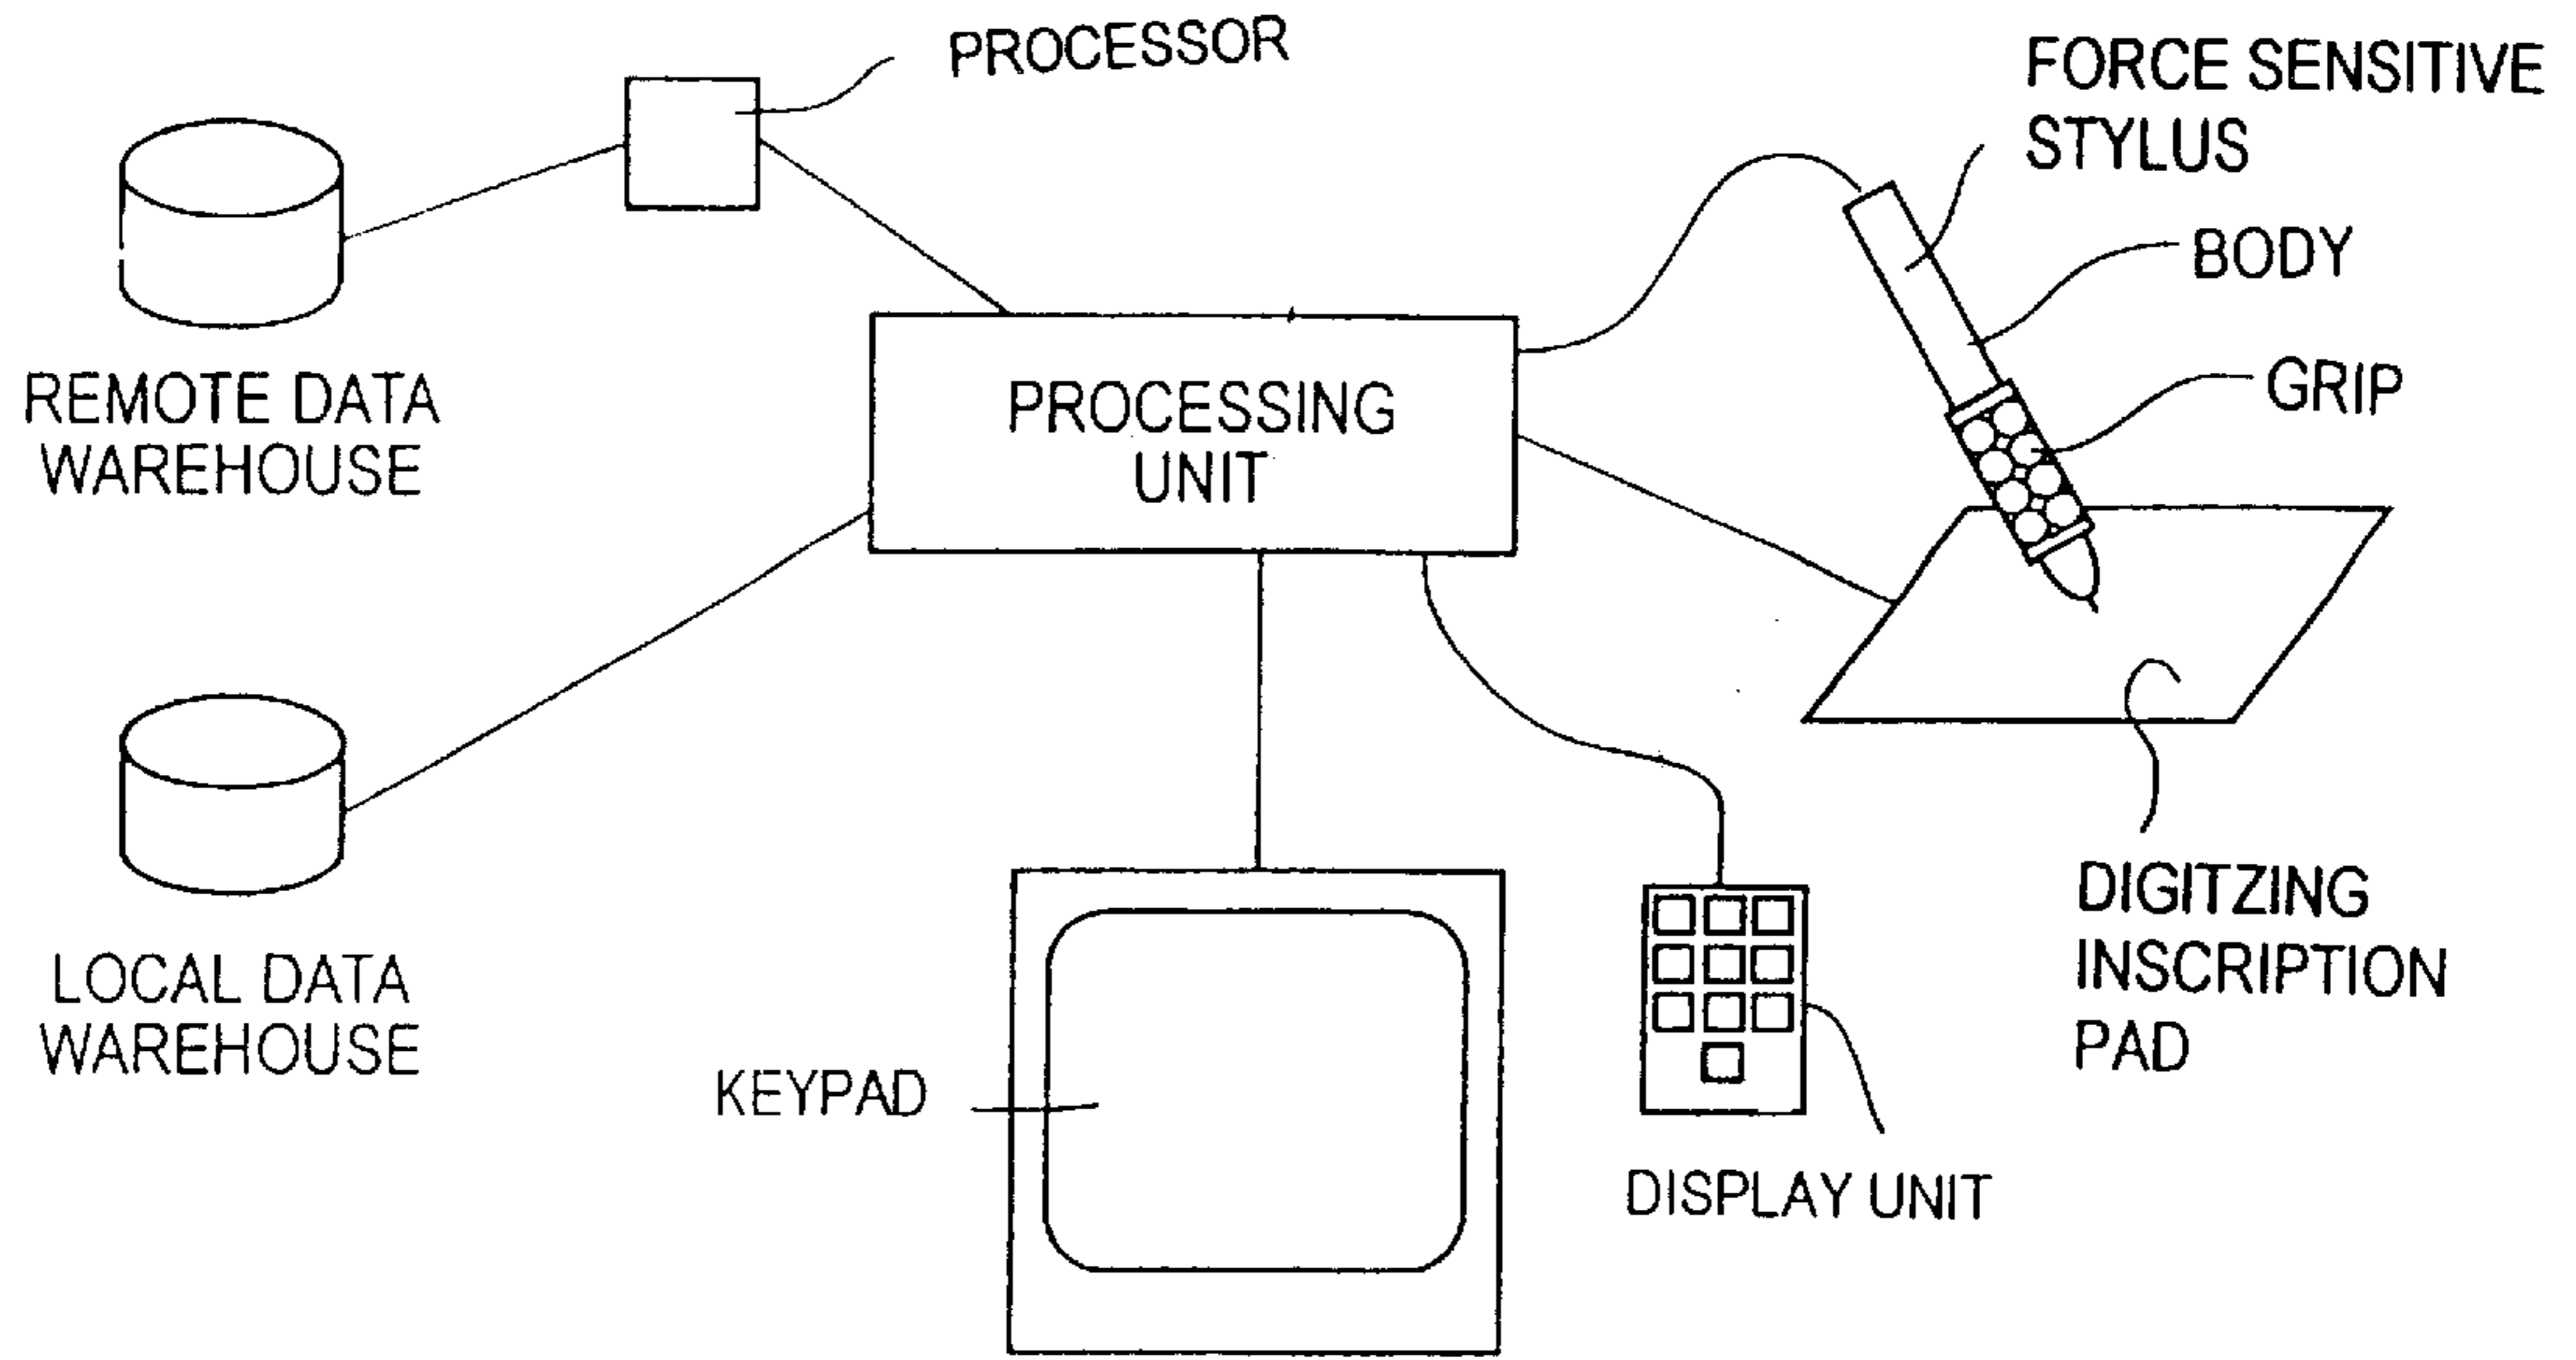 PROCESSOR
FORCE SENSITIVE
STYLUS
BODY
GRIP
REMOTE DATA
WAREHOUSE
PROCESSING
UNIT
LOCAL DATA
WAREHOUSE
KEYPAD
DISPLAY UNIT
DIGITZING
INSCRIPTION
PAD